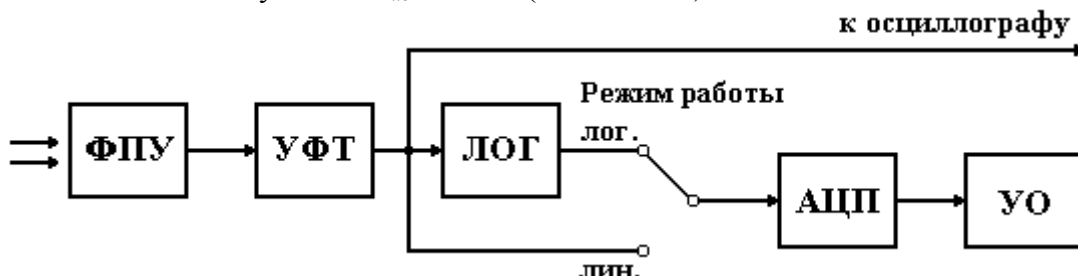 к осциллографу
Режим работы
лог.
ФПУ
УФТ
ЛОГ
АЦП
УО
лин.